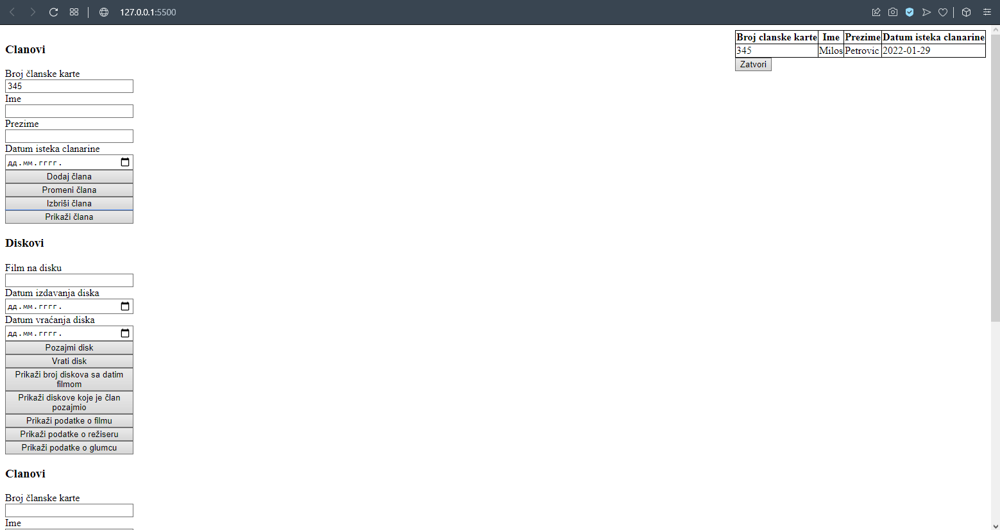 127.0.0.1:5500
Clanovi
Broj članske karte
345
Ime
Prezime
Datum isteka clanarine
дд.мм.гггг.
Dodaj člana
Promeni člana
Izbriši člana
Prikaži člana
Diskovi
Film na disku
Datum izdavanja diska
дд.мм.гггг.
Datum vraćanja diska
дд.мм.гггг.
Pozajmi disk
Vrati disk
Prikaži broj diskova sa datim
filmom
Prikaži diskove koje je član
pozajmio
Prikaži podatke o filmu
Prikaži podatke o režiseru
Prikaži podatke o glumcu
Clanovi
Broj članske karte
Ime
Broj clanske karte Ime Prezime Datum isteka clanarine
345 Milos Petrovic 2022-01-29
Zatvori